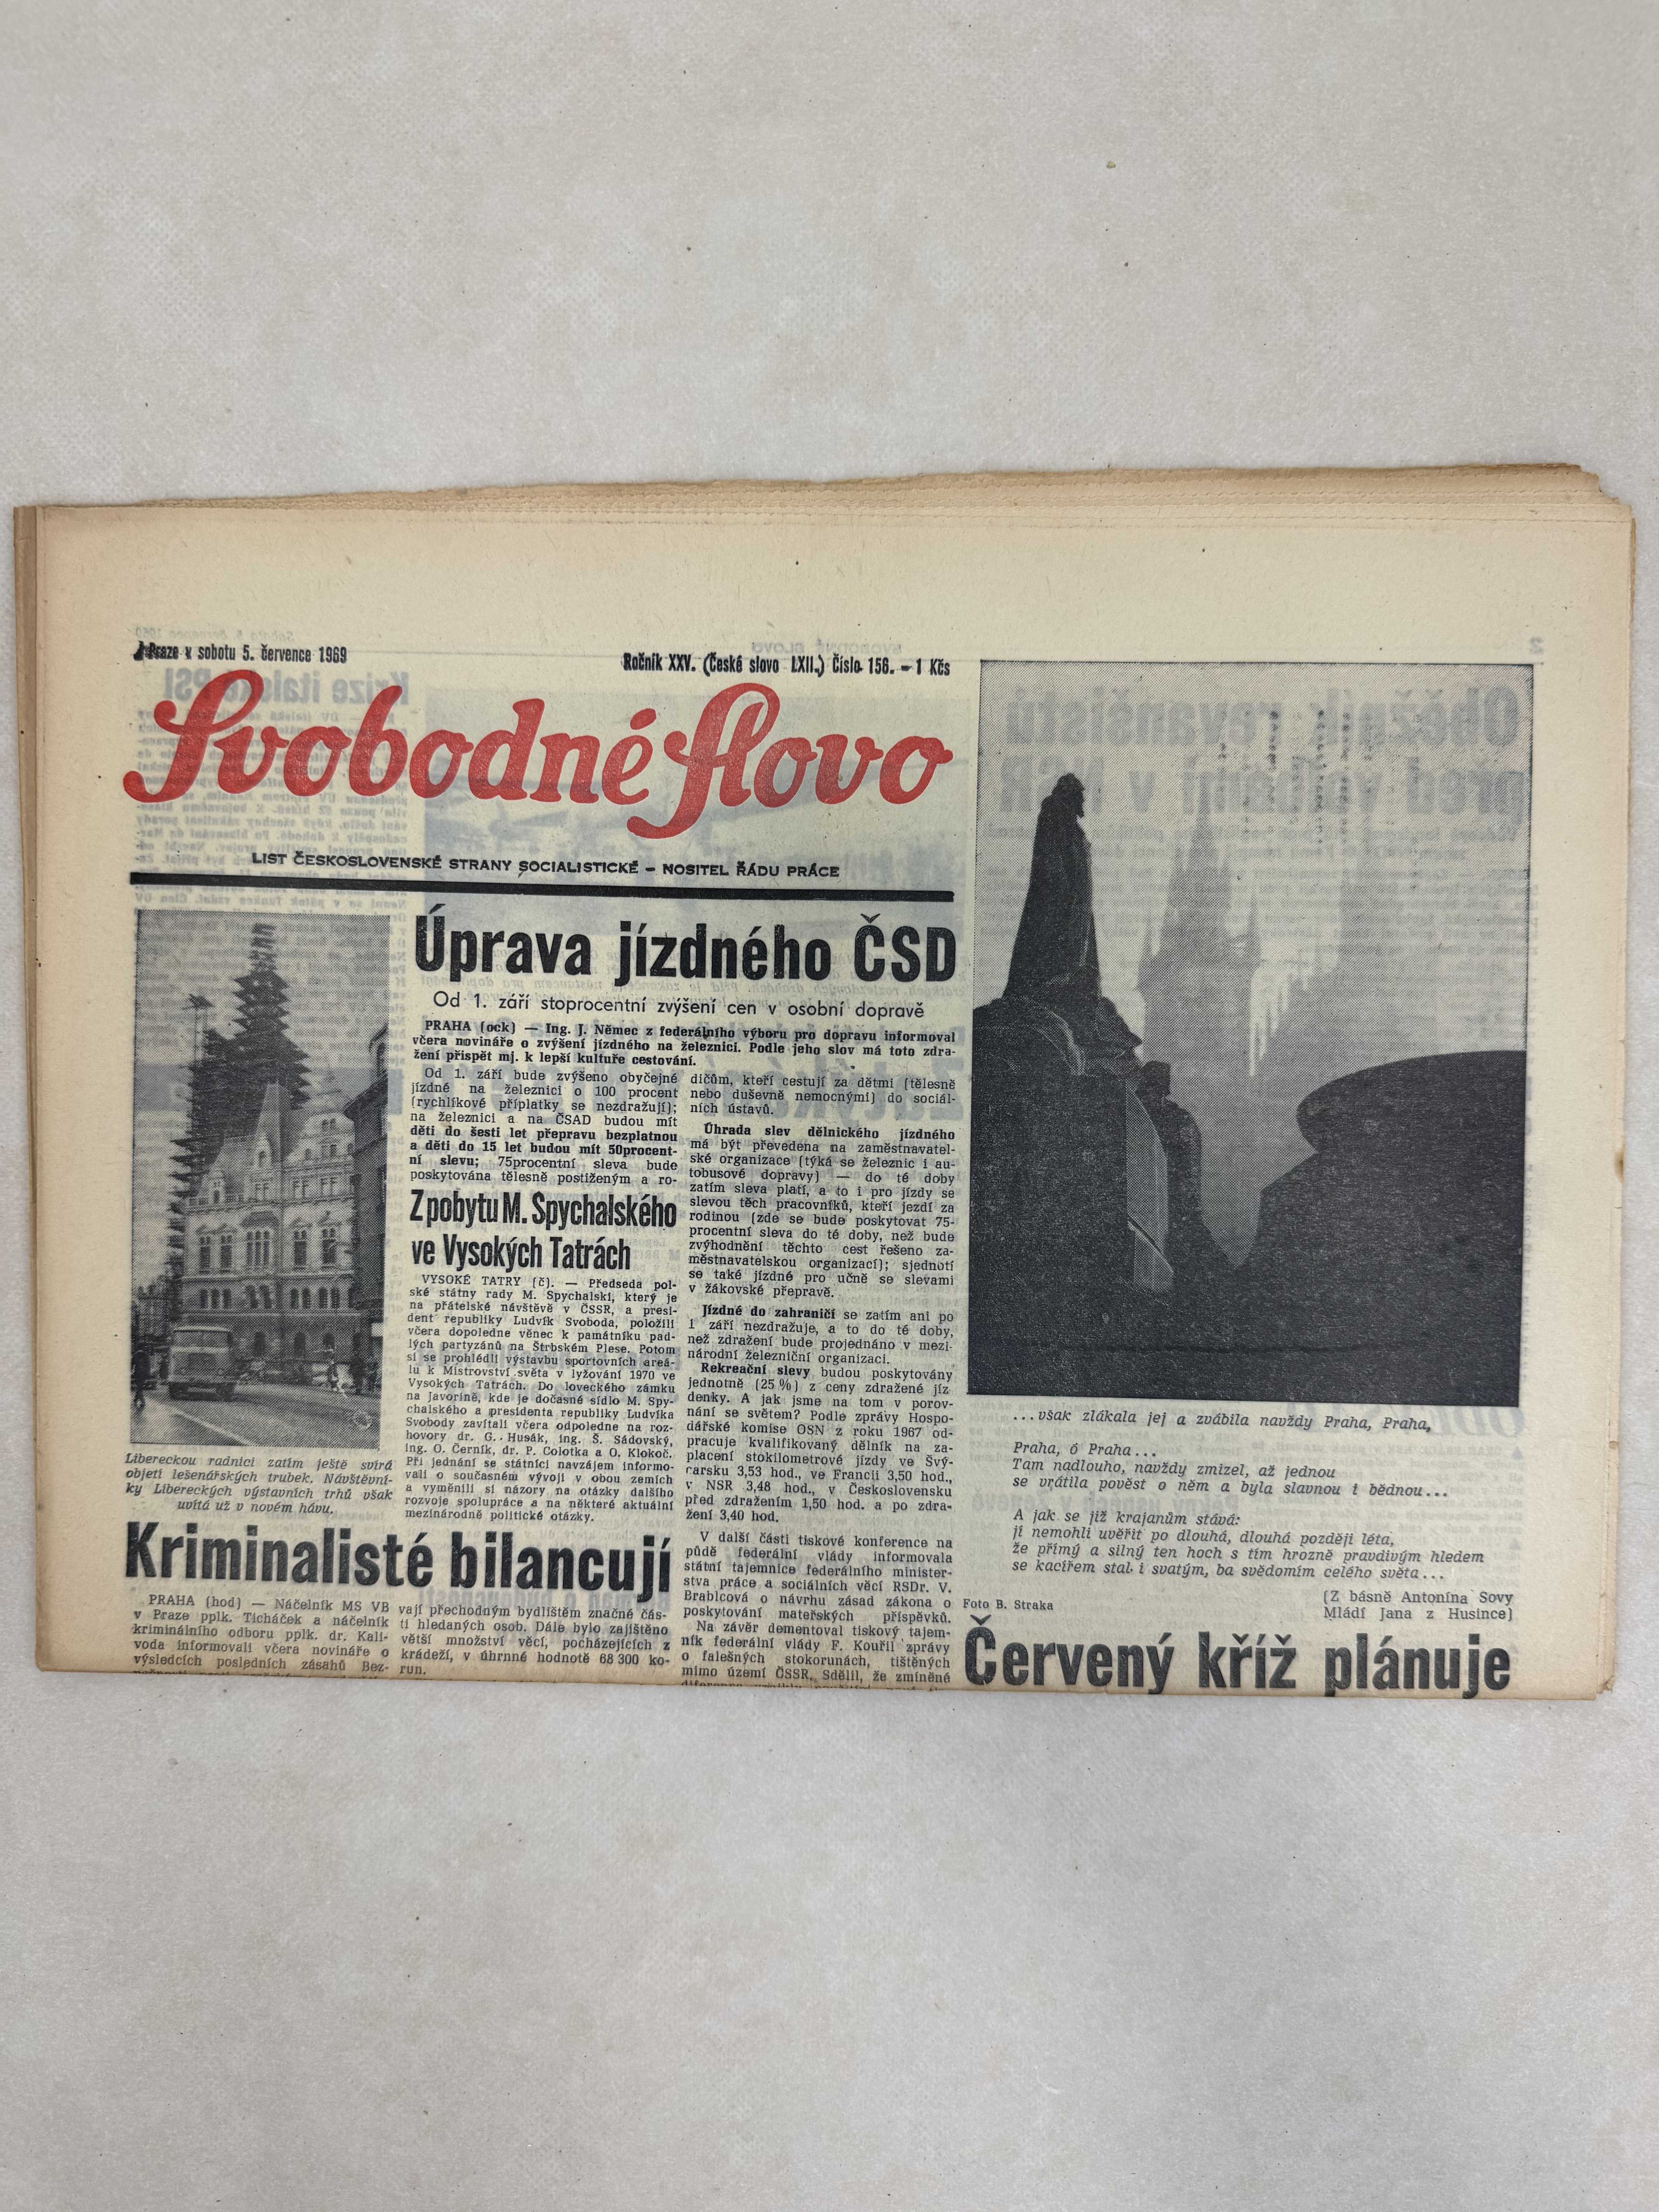 Praze v sobotu 5. července 1969
Ročník XXV. (České slovo LXII.) Číslo 156. – 1 Kčs
Svobodné slovo
LIST ČESKOSLOVENSKÉ STRANY SOCIALISTICKÉ – NOSITEL ŘÁDU PRÁCE
Libereckou radnici zatím ještě svírá
objetí lešenářských trubek. Návštěvní-
ky Libereckých výstavních trhů však
uvítá už v novém hávu.
Úprava jízdného ČSD
Od 1. září stoprocentní zvýšení cen v osobní dopravě
PRAHA (ock) — Ing. J. Němec z federálního výboru pro dopravu informoval
včera novináře o zvýšení jízdného na železnici. Podle jeho slov má toto zdra-
žení přispět mj. k lepší kultuře cestování.
Od 1. září bude zvýšeno obyčejné
jízdné na železnici o 100 procent
(rychlíkové příplatky se nezdražují);
na železnici a na ČSAD budou mít
děti do šesti let přepravu bezplatnou
a děti do 15 let budou mít 50procent-
ní slevu; 75procentní sleva bude
poskytována tělesně postiženým a ro-
dičům, kteří cestují za dětmi (tělesně
nebo duševně nemocnými) do sociál-
ních ústavů.
Úhrada slev dělnického jízdného
má být převedena na zaměstnavatel-
ské organizace (týká se železnic i au-
tobusové dopravy) — do té doby
zatím sleva platí, a to i pro jízdy se
slevou těch pracovníků, kteří jezdí za
rodinou (zde se bude poskytovat 75-
procentní sleva do té doby, než bude
zvýhodnění těchto cest řešeno za-
městnavatelskou organizací); sjednotí
se také jízdné pro učně se slevami
v žákovské přepravě.
Jízdné do zahraničí se zatím ani po
1 září nezdražuje, a to do té doby,
než zdražení bude projednáno v mezi-
národní železniční organizaci.
Rekreační slevy budou poskytovány
jednotně (25 %) z ceny zdražené jíz
denky. A jak jsme na tom v porov-
nání se světem? Podle zprávy Hospo-
dářské komise OSN z roku 1967 od-
pracuje kvalifikovaný dělník na za-
placení stokilometrové jízdy ve Švý-
carsku 3,53 hod., ve Francii 3,50 hod.,
v NSR 3,48 hod., v Československu
před zdražením 1,50 hod. a po zdra-
žení 3,40 hod.
V další části tiskové konference na
půdě federální vlády informovala
státní tajemnice federálního minister-
stva práce a sociálních věcí RSDr. V.
Brablcová o návrhu zásad zákona o
poskytování mateřských příspěvků.
Na závěr dementoval tiskový tajem-
ník federální vlády F. Kouřil zprávy
o falešných stokorunách, tištěných
mimo území ČSSR. Sdělil, že zmíněné
Z pobytu M. Spychalského
ve Vysokých Tatrách
VYSOKÉ TATRY (č). — Předseda pol-
ské státny rady M. Spychalski, který je
na přátelské návštěvě v ČSSR, a presi-
dent republiky Ludvík Svoboda, položili
včera dopoledne věnec k památníku pad-
lých partyzánů na Štrbském Plese. Potom
si se prohlédli výstavbu sportovních areá-
lu k Mistrovství světa v lyžování 1970 ve
Vysokých Tatrách. Do loveckého zámku
na Javorině, kde je dočasné sídlo M. Spy-
chalského a presidenta republiky Ludvíka
Svobody zavítali včera odpoledne na roz-
hovory dr. G. Husák, ing. Š. Sádovský,
ing. O. Černík, dr. P. Colotka a O. Klokoč.
Při jednání se státníci navzájem informo-
vali o současném vývoji v obou zemích
a vyměnili si názory na otázky dalšího
rozvoje spolupráce a na některé aktuální
mezinárodně politické otázky.
Kriminalisté bilancují
PRAHA (hod) — Náčelník MS VB
v Praze pplk. Ticháček a náčelník
kriminálního odboru pplk. dr. Kali-
voda informovali včera novináře o
výsledcích posledních zásahů Bez-
vají přechodným bydlištěm značné čás-
ti hledaných osob. Dále bylo zajištěno
větší množství věcí, pocházejících z
krádeží, v úhrnné hodnotě 68 300 ko-
run.
...však zlákala jej a zvábila navždy Praha, Praha,
Praha, ó Praha...
Tam nadlouho, navždy zmizel, až jednou
se vrátila pověst o něm a byla slavnou i bědnou...
A jak se již krajanům stává:
jí nemohli uvěřit po dlouhá, dlouhá později léta,
že přímý a silný ten hoch s tím hrozně pravdivým hledem
se kacířem stal i svatým, ba svědomím celého světa...
(Z básně Antonína Sovy
Mládí Jana z Husince)
Foto B. Straka
Červený kříž plánuje